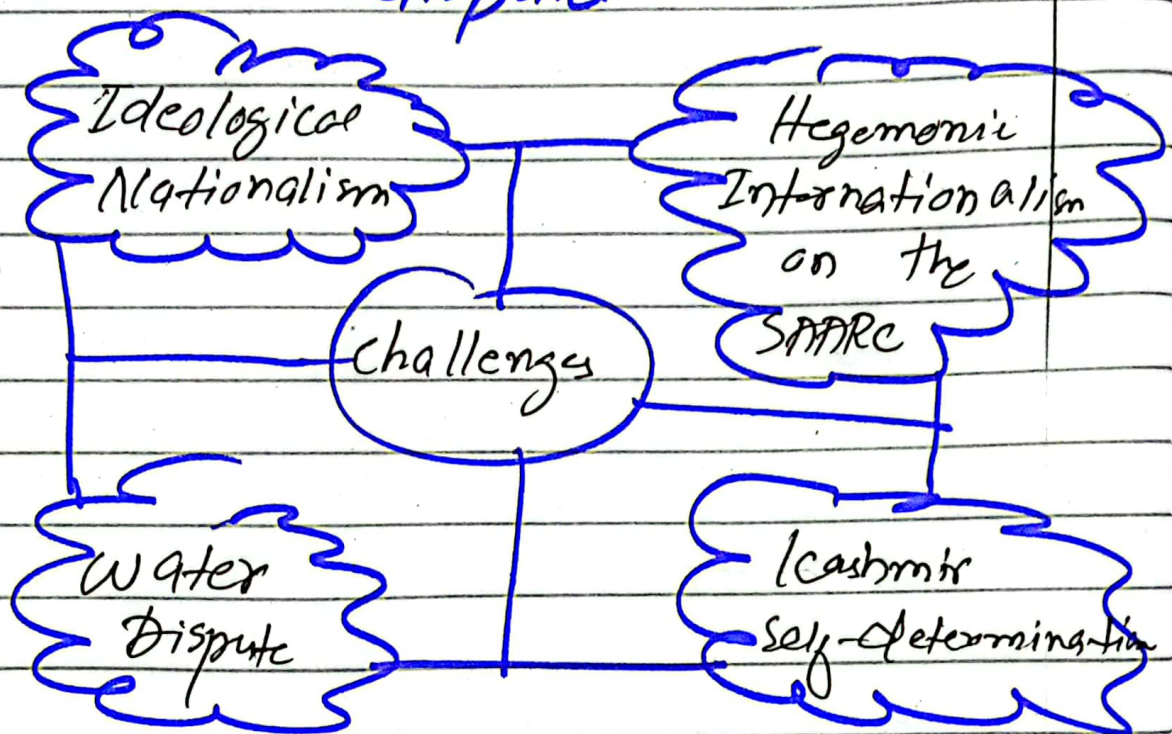 Ideological
Nationalism
Hegemonic
Internationalism
on the
SAARC
Challenges
Water
Dispute
Kashmir
Self-determination